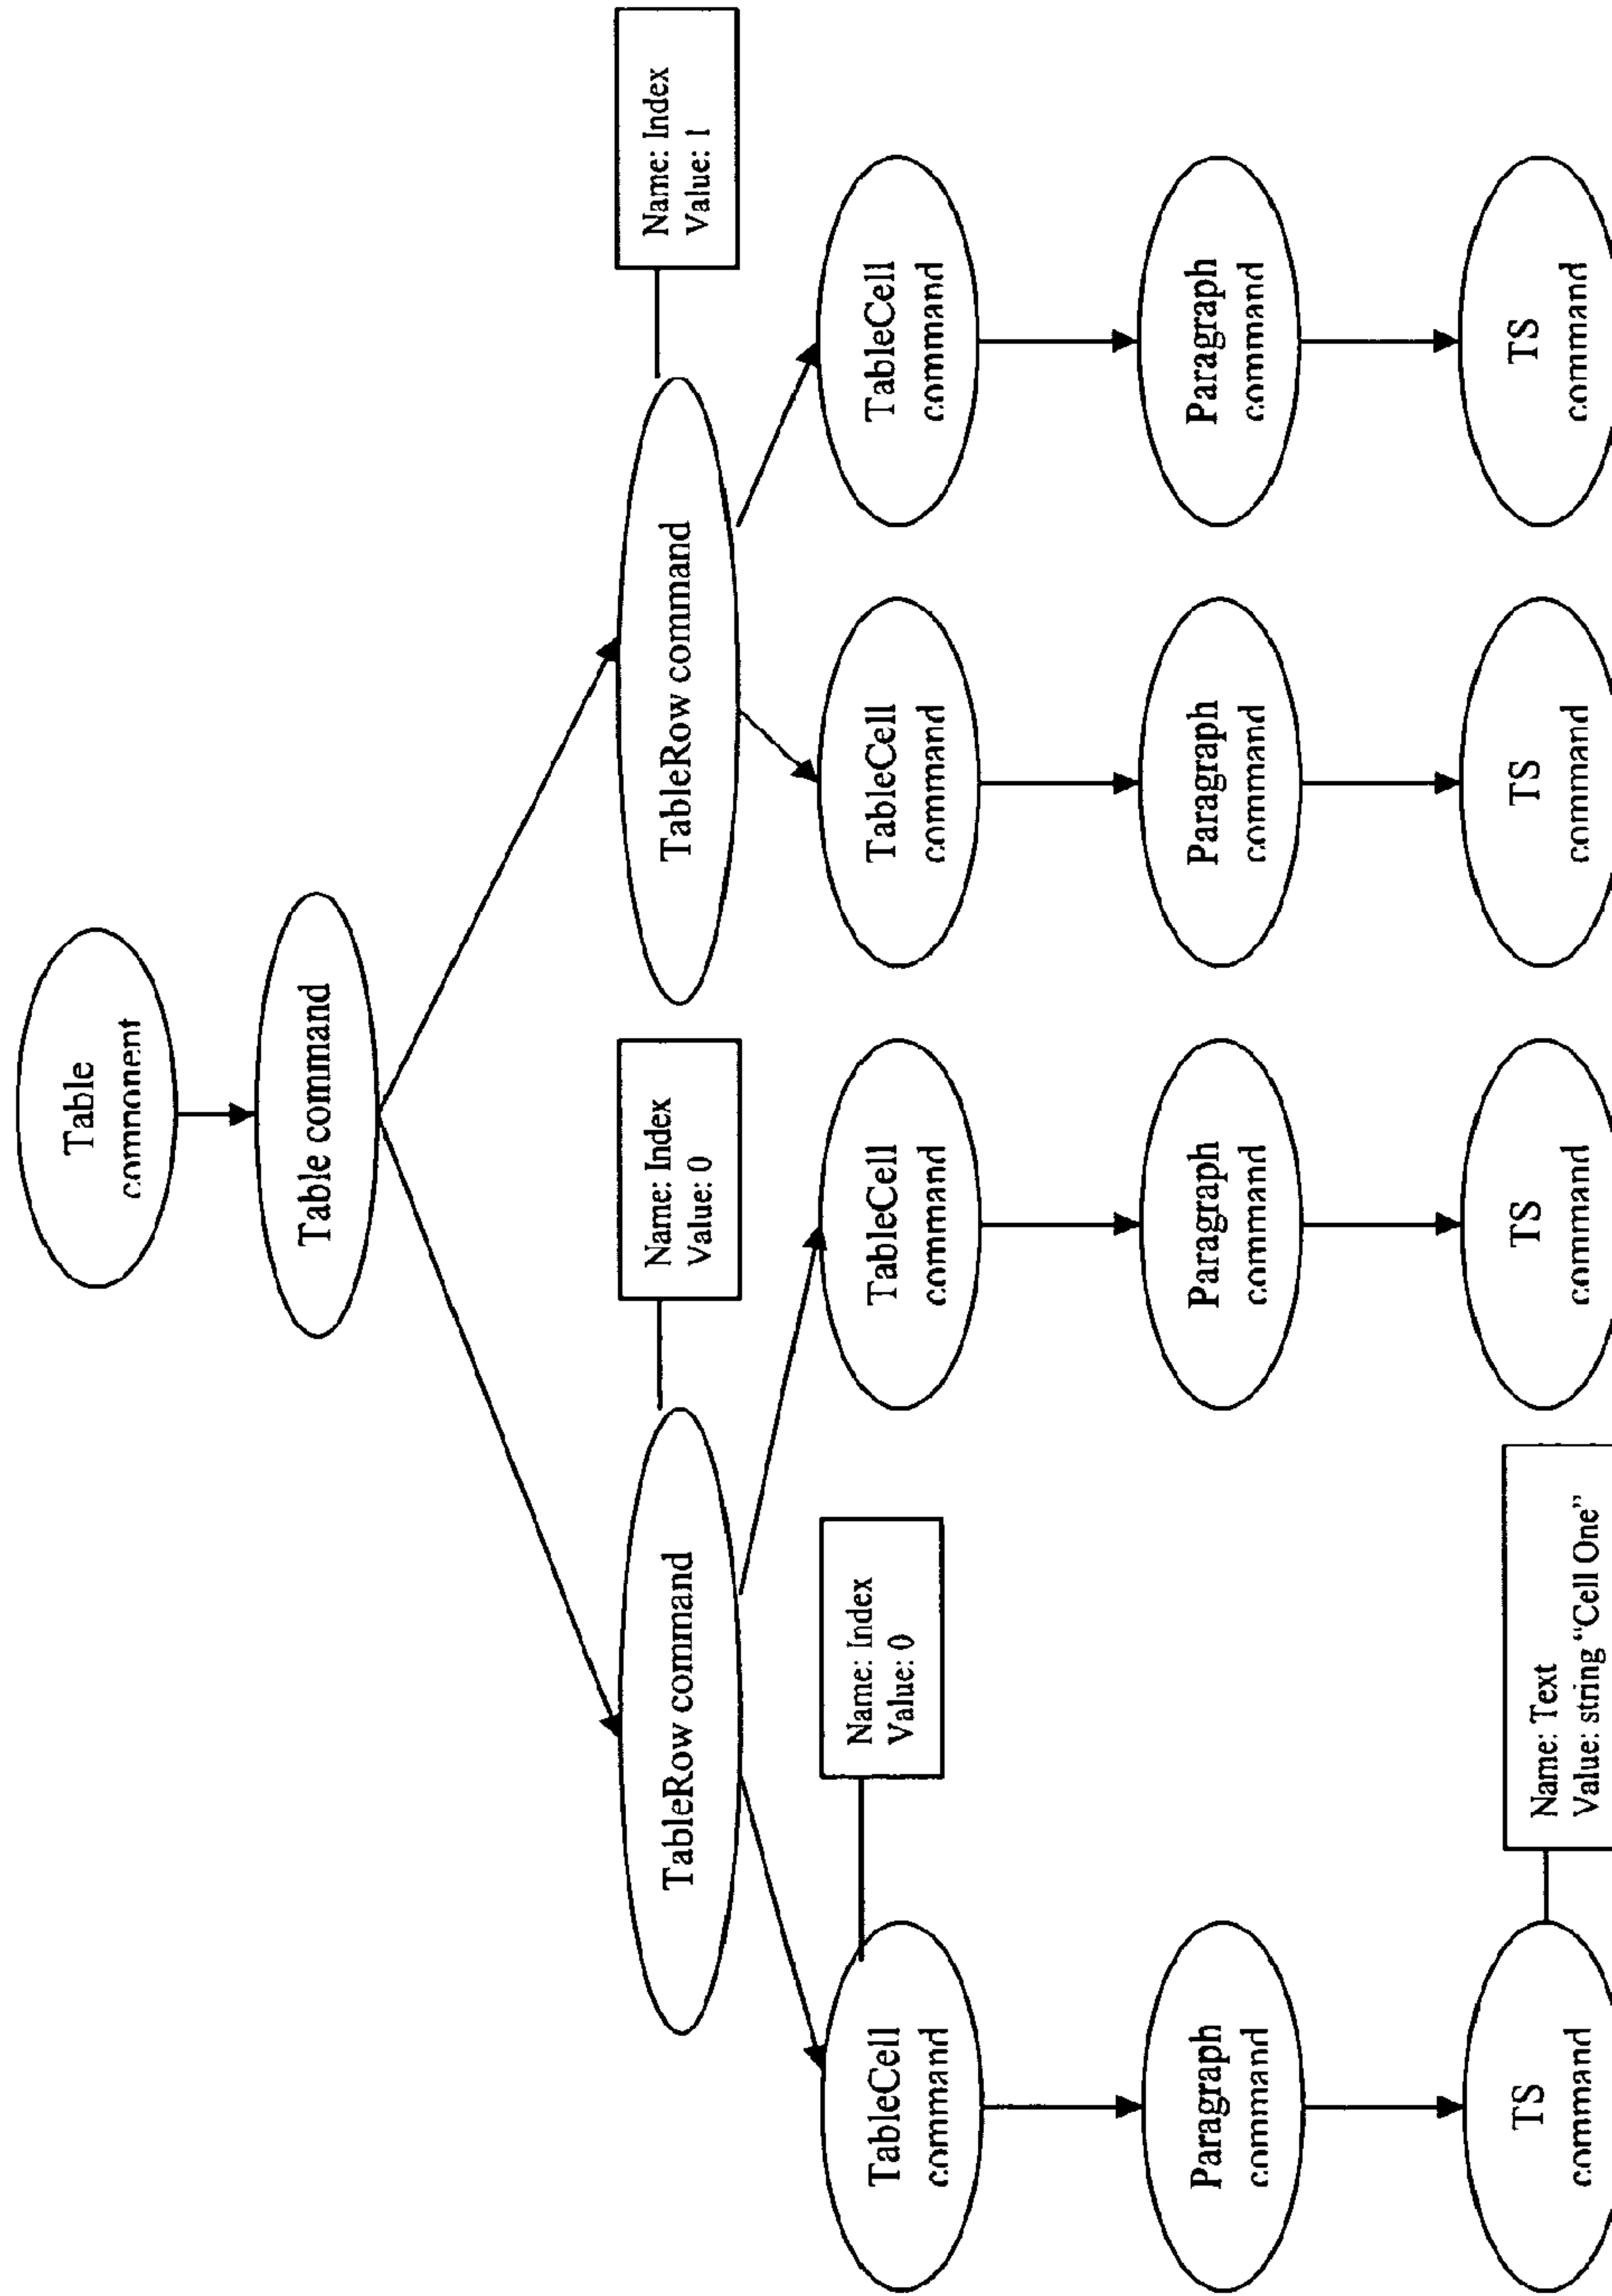 Table
component
Table command
TableRow command
Name: Index
Value: 0
TableRow command
Name: Index
Value: 1
TableCell
command
Name: Index
Value: 0
TableCell
command
TableCell
command
TableCell
command
Paragraph
command
Paragraph
command
Paragraph
command
Paragraph
command
TS
command
Name: Text
Value: string “Cell One”
TS
command
TS
command
TS
command